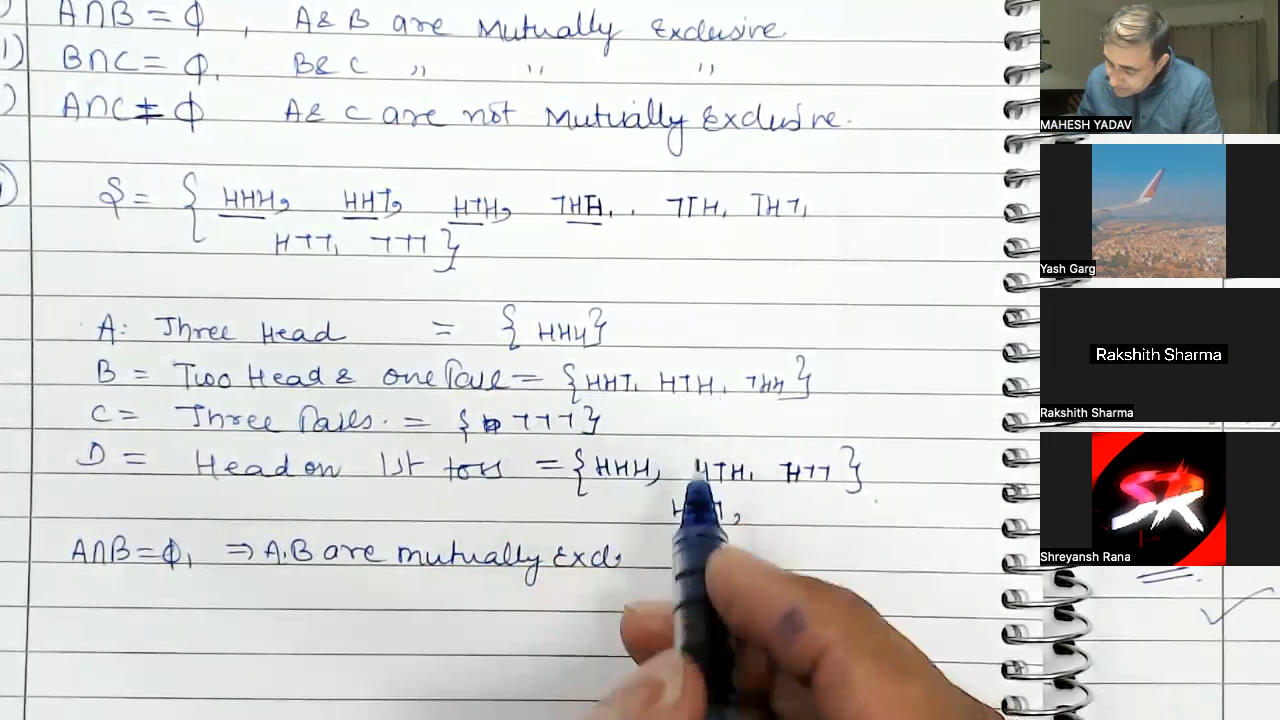 A∩B = ф, A & B are Mutually Exclusive
B∩C = ф, B & C ,, ,, ,,
A∩C ≠ ф A & C are not Mutually Exclusive.
S = { HHH, HHT, HTH, THH, . TTH, THT,
HTT, TTT }
A: Three Head = { HHH }
B = Two Head & one Tail = { HHT, HTH, THH }
C = Three Tails. = { TTT }
D = Head on 1st toss = { HHH, HTH, HTT }
A∩B = ф, ⇒ A.B are mutually Excl
MAHESH YADAV
Yash Garg
Rakshith Sharma
Rakshith Sharma
SR
Shreyansh Rana